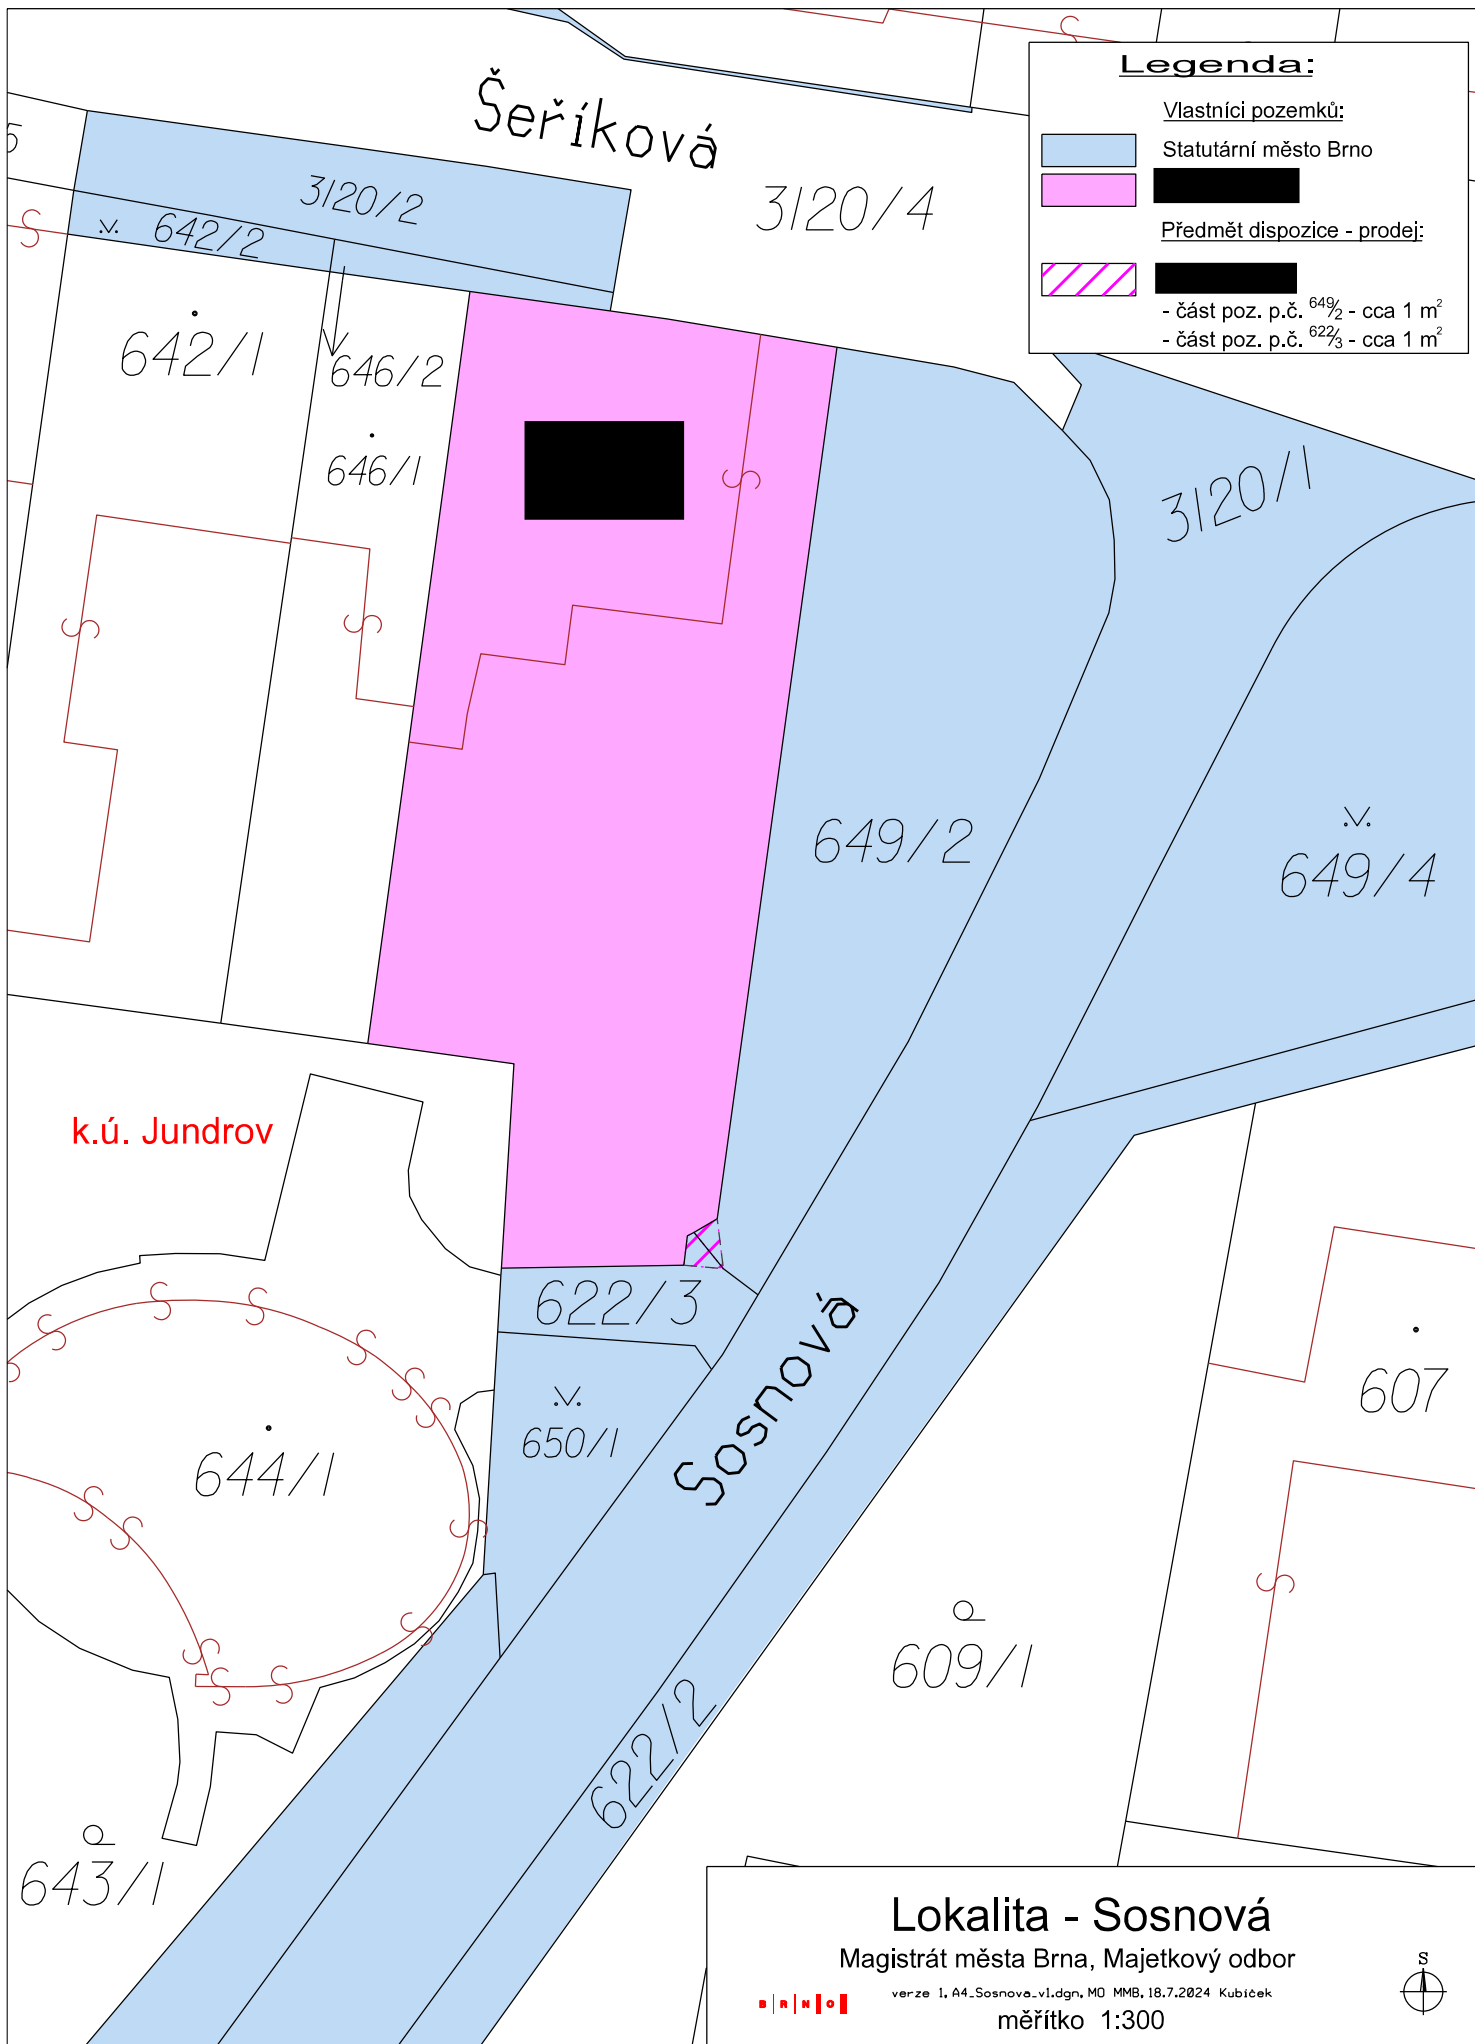 Legenda:
Vlastníci pozemků:
Statutární město Brno
Předmět dispozice - prodej:
- část poz. p.č. 649/2 - cca 1 m²
- část poz. p.č. 622/3 - cca 1 m²
Šeříková
3120/2
3120/4
642/2
642/1
646/2
646/1
3120/1
649/2
649/4
k.ú. Jundrov
622/3
Sosnová
650/1
607
644/1
609/1
622/2
643/1
Lokalita - Sosnová
Magistrát města Brna, Majetkový odbor
B R N O
verze 1, A4_Sosnova_v1.dgn, MO MMB, 18.7.2024 Kubíček
měřítko 1:300
S